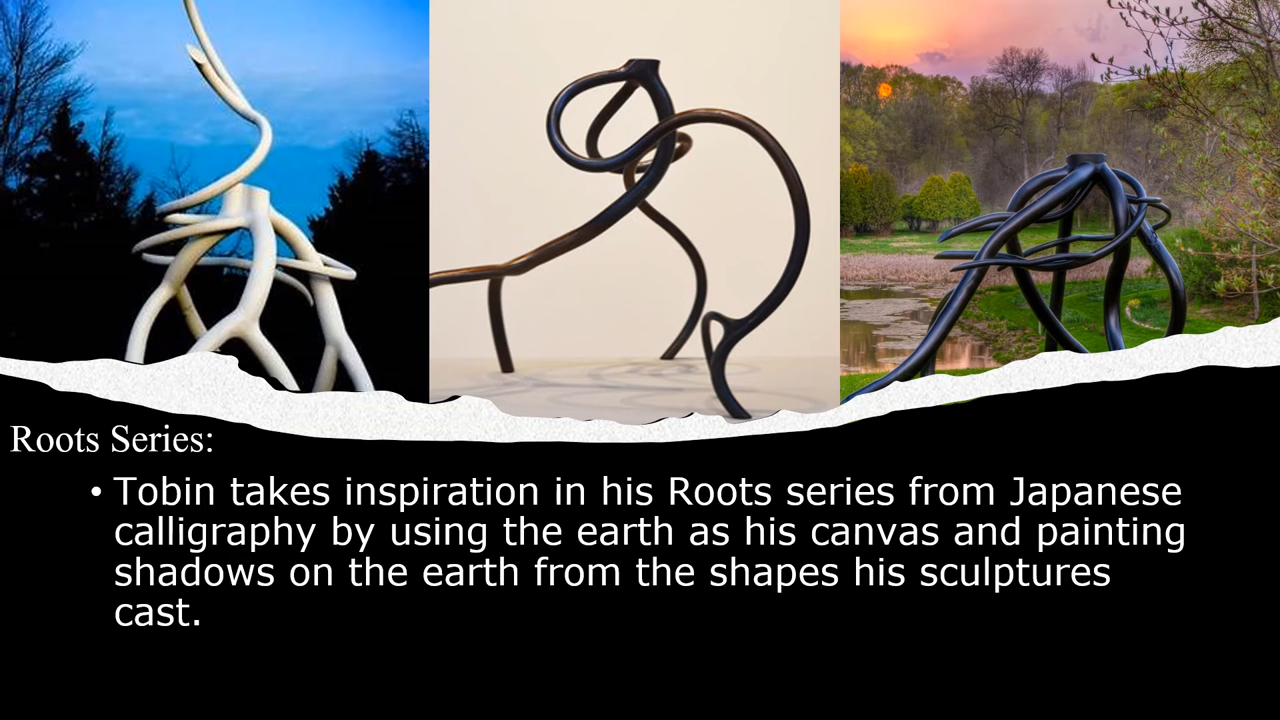 Roots Series:
• Tobin takes inspiration in his Roots series from Japanese
calligraphy by using the earth as his canvas and painting
shadows on the earth from the shapes his sculptures
cast.